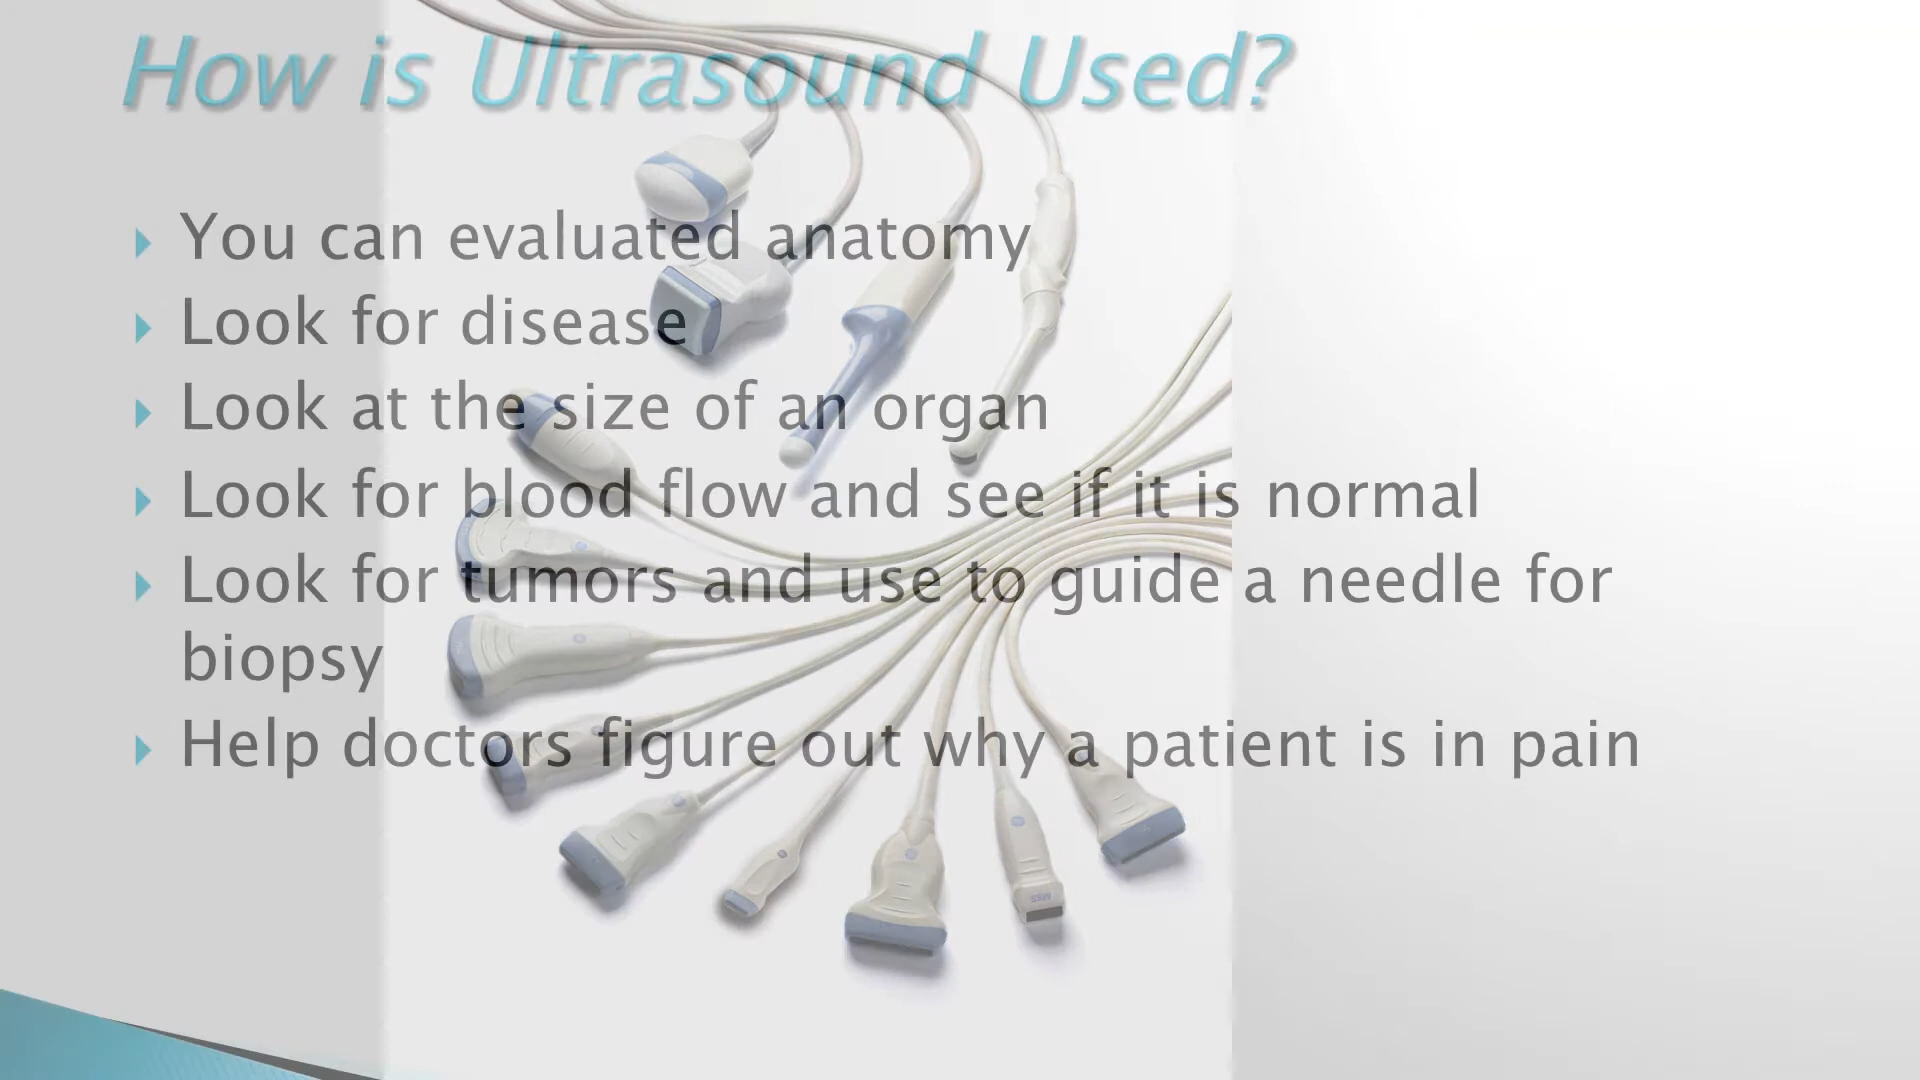 How is Ultrasound Used?
You can evaluated anatomy
Look for disease
Look at the size of an organ
Look for blood flow and see if it is normal
Look for tumors and use to guide a needle for
biopsy
Help doctors figure out why a patient is in pain